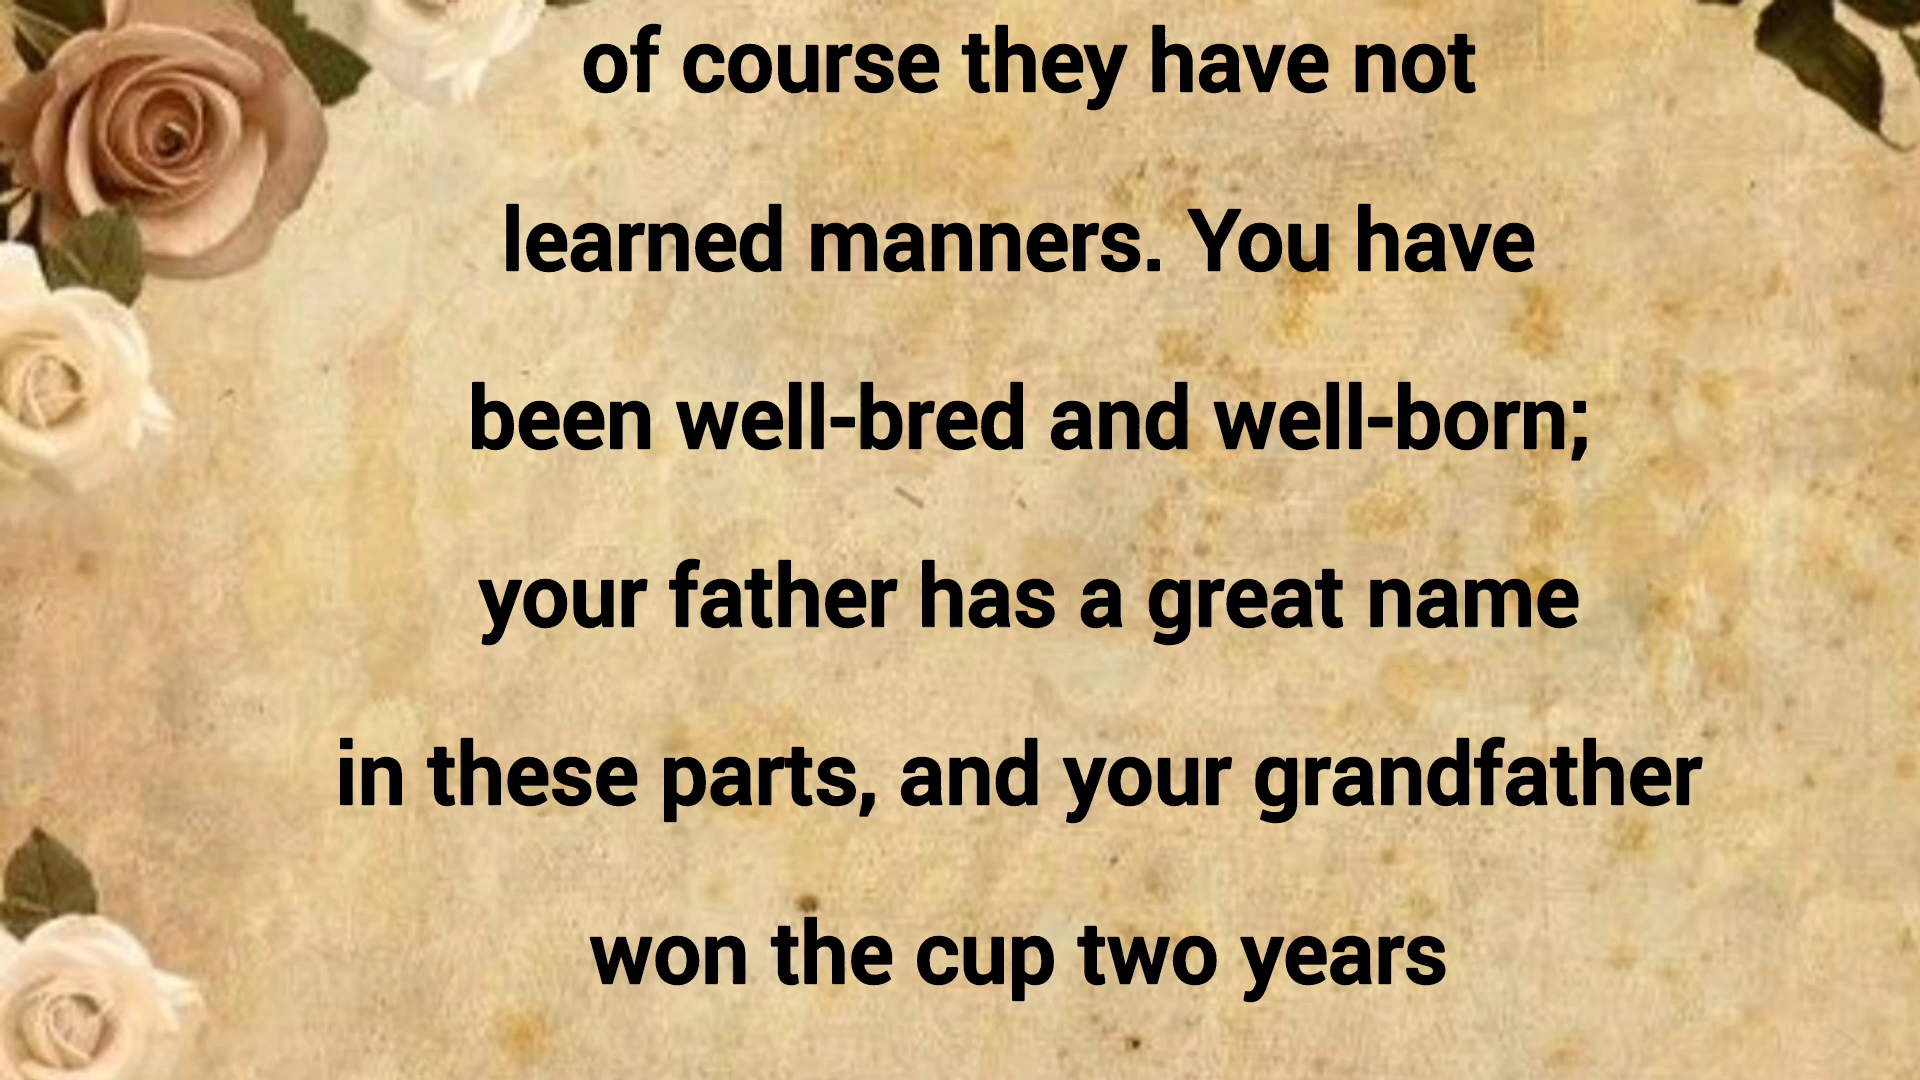 of course they have not
learned manners. You have
been well-bred and well-born;
your father has a great name
in these parts, and your grandfather
won the cup two years